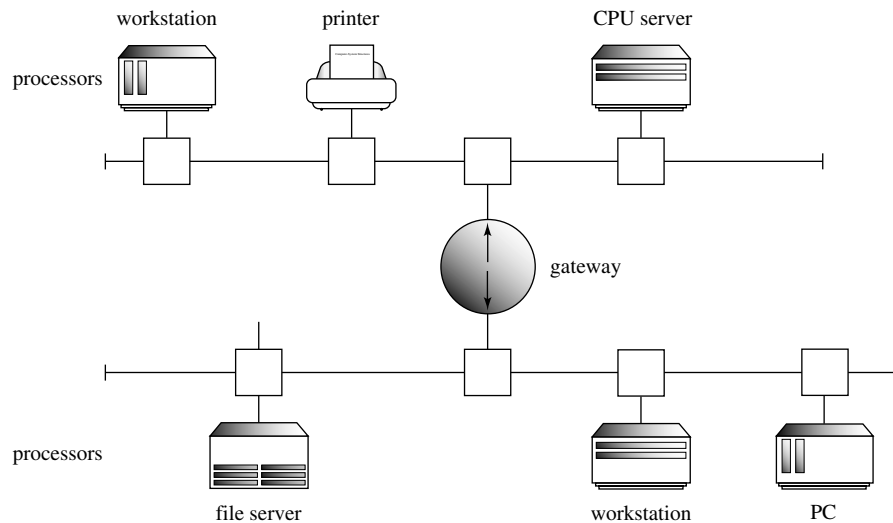 workstation
printer
CPU server
processors
gateway
processors
file server
workstation
PC